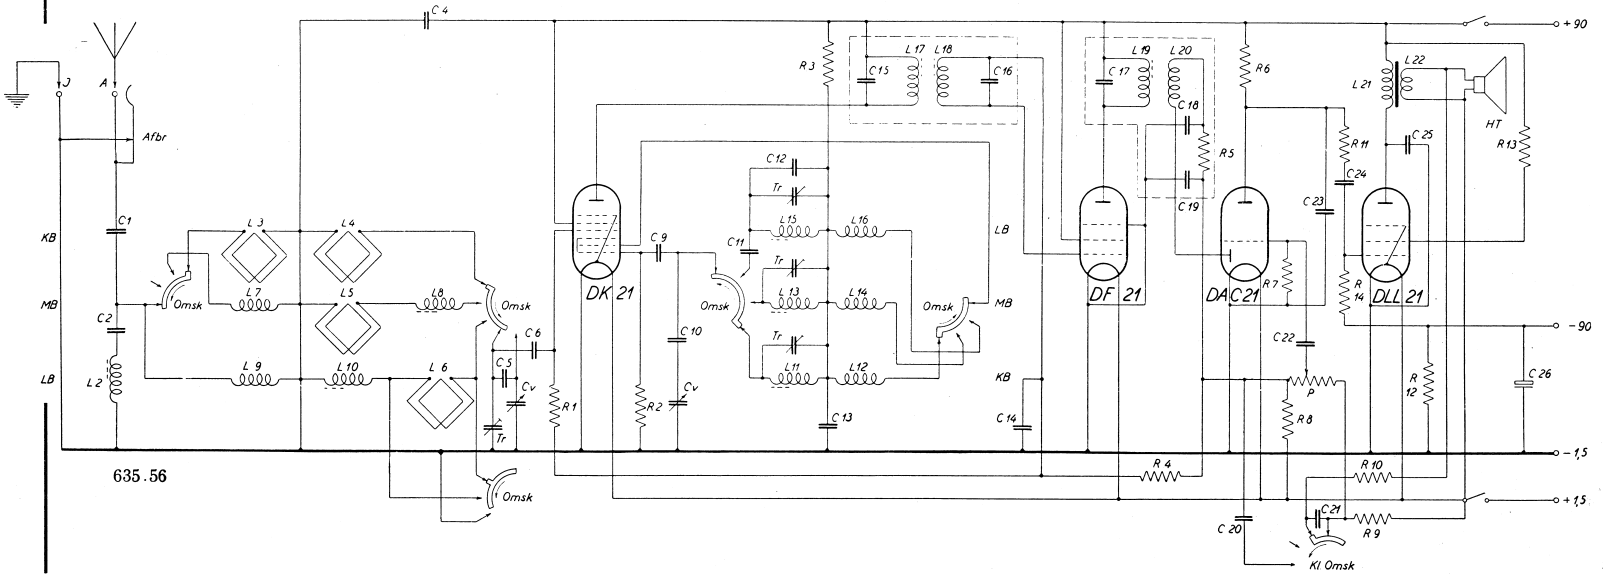 C 4
+90
J
A
Afbr
R 3
C 15
L 17
L 18
C 16
C 17
L 19
L 20
C 18
R 5
C 19
R 6
L 21
L 22
HT
R 13
R 11
C 25
C 24
C 23
C 12
Tr
C1
KB
L 3
L 4
C 9
C 11
L 15
L 16
LB
Tr
DK 21
DF 21
DAC 21
R 7
R 14
DLL 21
MB
Omsk
L 7
L 5
L 8
Omsk
Omsk
L 13
L 14
Omsk
MB
C 2
C 6
C 10
Tr
C 22
-90
LB
L 2
L 9
L 10
L 6
C 5
Cv
Tr
R 1
R 2
Cv
L 11
L 12
KB
C 13
C 14
P
R 8
R 12
C 26
-1,5
635.56
R 4
R 10
Omsk
+1,5
C 20
C 21
R 9
Kl. Omsk